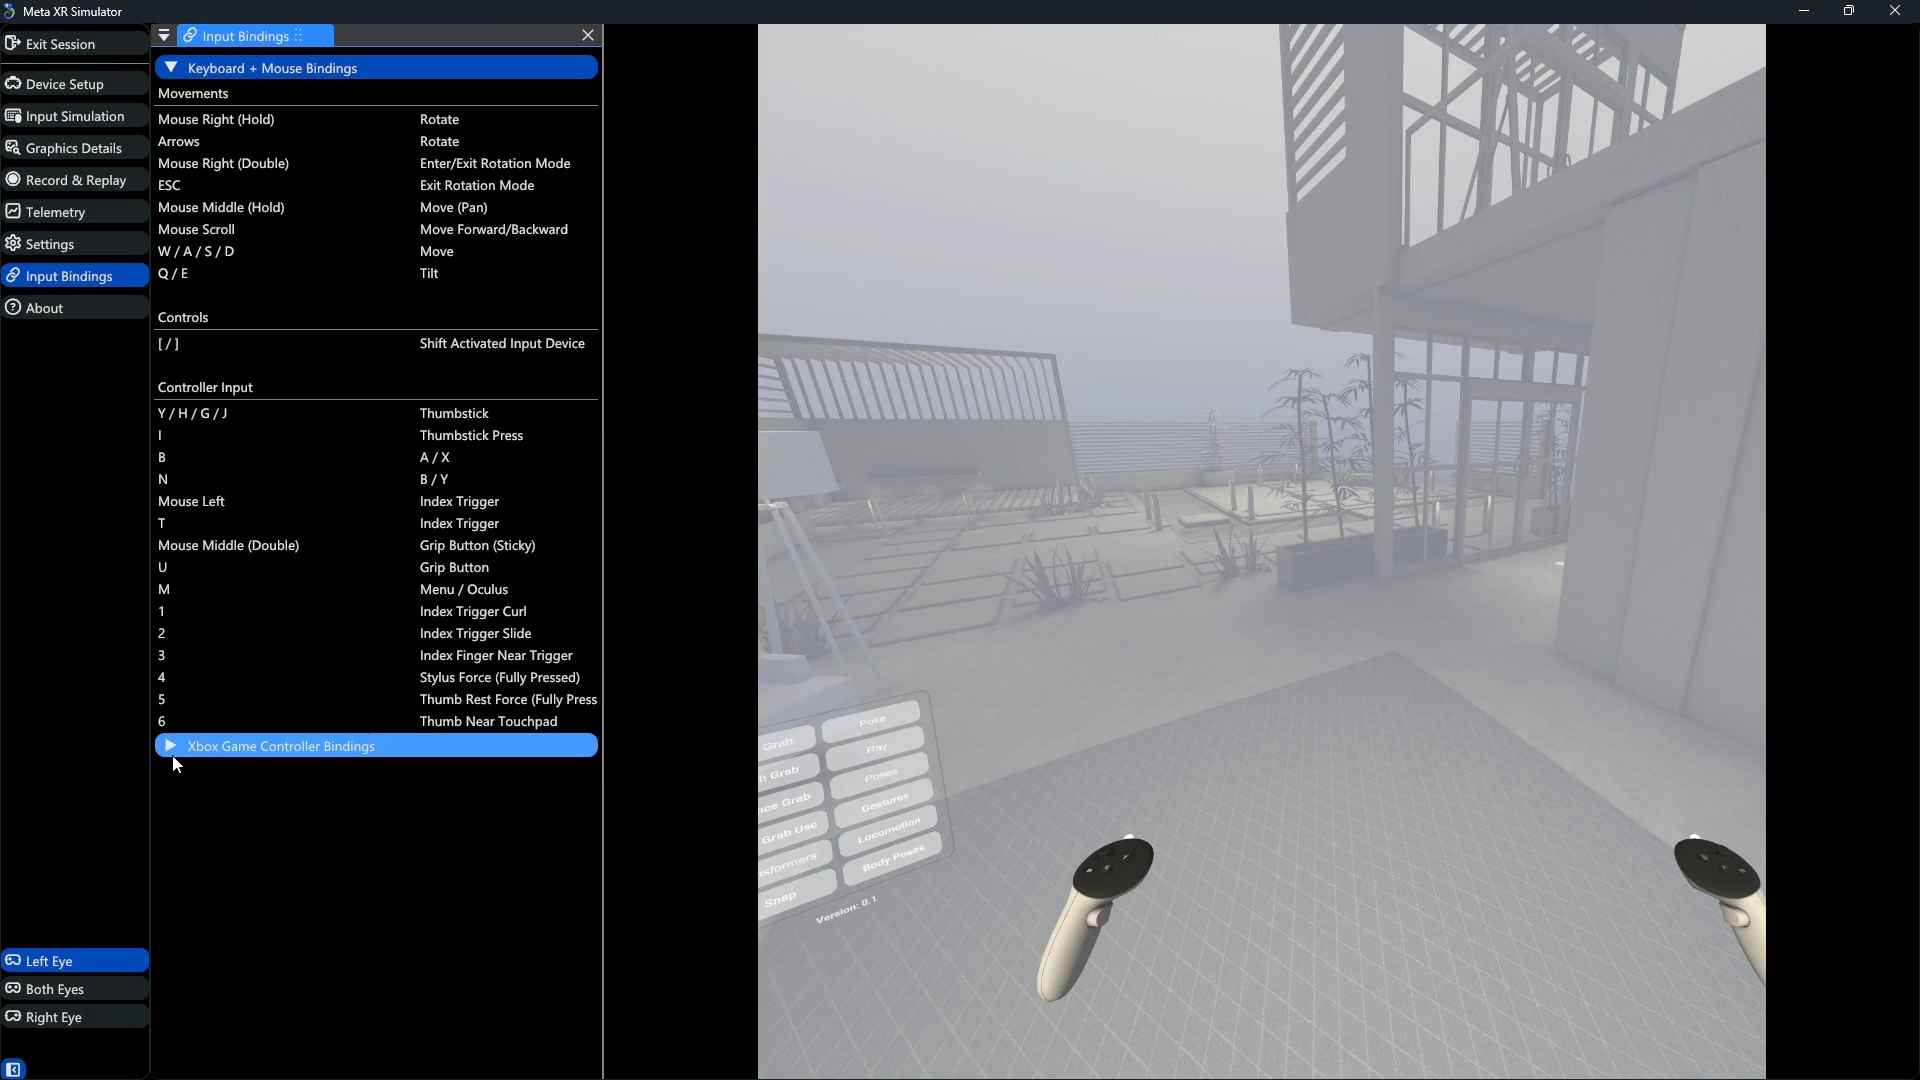 Meta XR Simulator
Exit Session
Device Setup
Input Simulation
Graphics Details
Record & Replay
Telemetry
Settings
Input Bindings
About
Left Eye
Both Eyes
Right Eye
Input Bindings
Keyboard + Mouse Bindings
Movements
Mouse Right (Hold) Rotate
Arrows Rotate
Mouse Right (Double) Enter/Exit Rotation Mode
ESC Exit Rotation Mode
Mouse Middle (Hold) Move (Pan)
Mouse Scroll Move Forward/Backward
W / A / S / D Move
Q / E Tilt
Controls
[ / ] Shift Activated Input Device
Controller Input
Y / H / G / J Thumbstick
I Thumbstick Press
B A / X
N B / Y
Mouse Left Index Trigger
T Index Trigger
Mouse Middle (Double) Grip Button (Sticky)
U Grip Button
M Menu / Oculus
1 Index Trigger Curl
2 Index Trigger Slide
3 Index Finger Near Trigger
4 Stylus Force (Fully Pressed)
5 Thumb Rest Force (Fully Press
6 Thumb Near Touchpad
Xbox Game Controller Bindings
Grab Poke
h Grab Ray
nce Grab Poses
Grab Use Gestures
nsformers Locomotion
Snap Body Poses
Version: 0.1